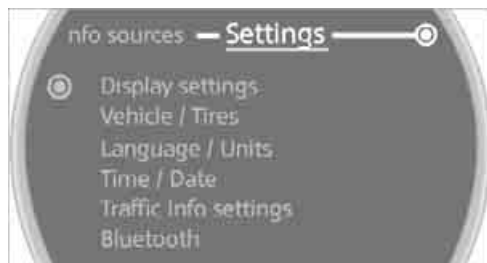 nfo sources Settings
Display settings
Vehicle / Tires
Language / Units
Time / Date
Traffic Info settings
Bluetooth